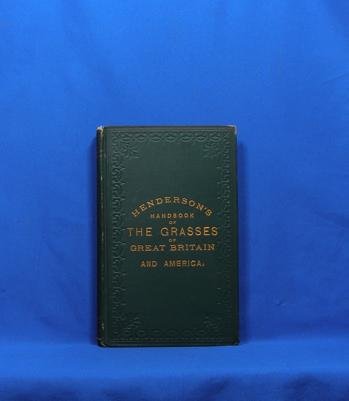 HENDERSON'S
HANDBOOK
OF
THE GRASSES
OF
GREAT BRITAIN
AND AMERICA.